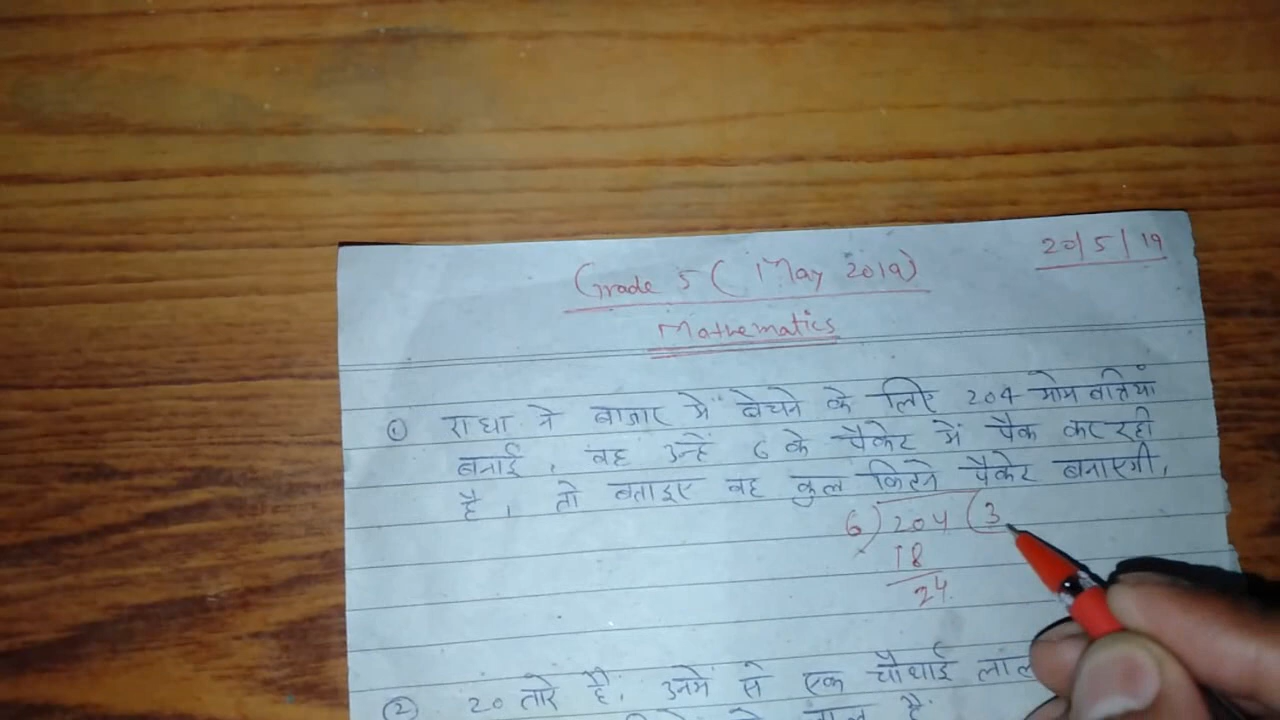 20/5/19
Grade 5 ( May 2019)
Mathematics
① राधा ने बाजार में बेचने के लिए 204 मोम बत्तियां
बनाई, वह उन्हें 6 के पैकेट में पैक कर रही
है, तो बताइए वह कुल कितने पैकेट बनाएगी,
6) 204 (3
18
24
② 20 तारे हैं, उनमें से एक चौथाई लाल